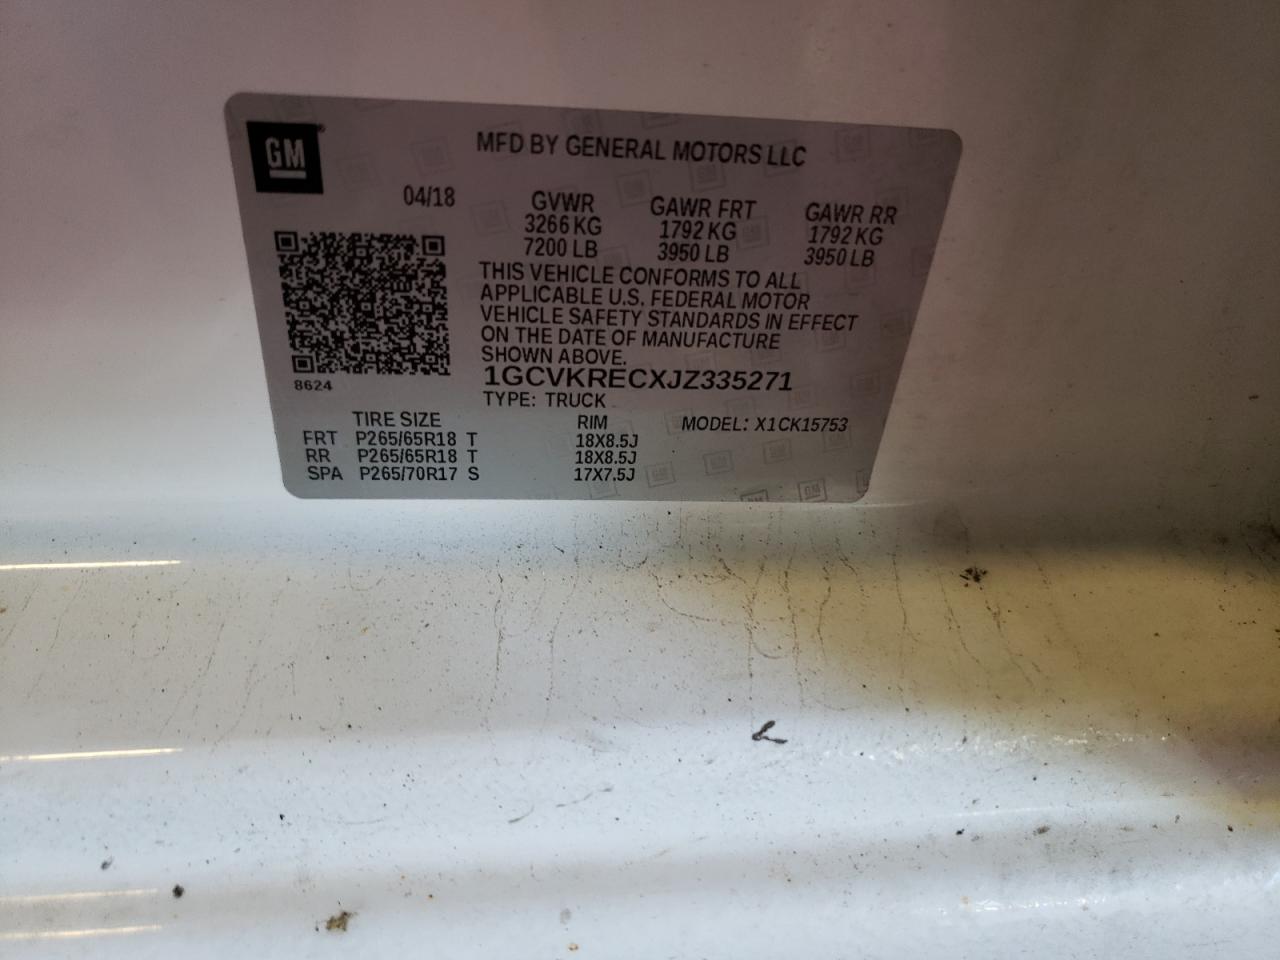 GM
MFD BY GENERAL MOTORS LLC
04/18
GVWR GAWR FRT GAWR RR
3266 KG 1792 KG 1792 KG
7200 LB 3950 LB 3950 LB
THIS VEHICLE CONFORMS TO ALL
APPLICABLE U.S. FEDERAL MOTOR
VEHICLE SAFETY STANDARDS IN EFFECT
ON THE DATE OF MANUFACTURE
SHOWN ABOVE.
8624
1GCVKRECXJZ335271
TYPE: TRUCK
TIRE SIZE RIM MODEL: X1CK15753
FRT P265/65R18 T 18X8.5J
RR P265/65R18 T 18X8.5J
SPA P265/70R17 S 17X7.5J